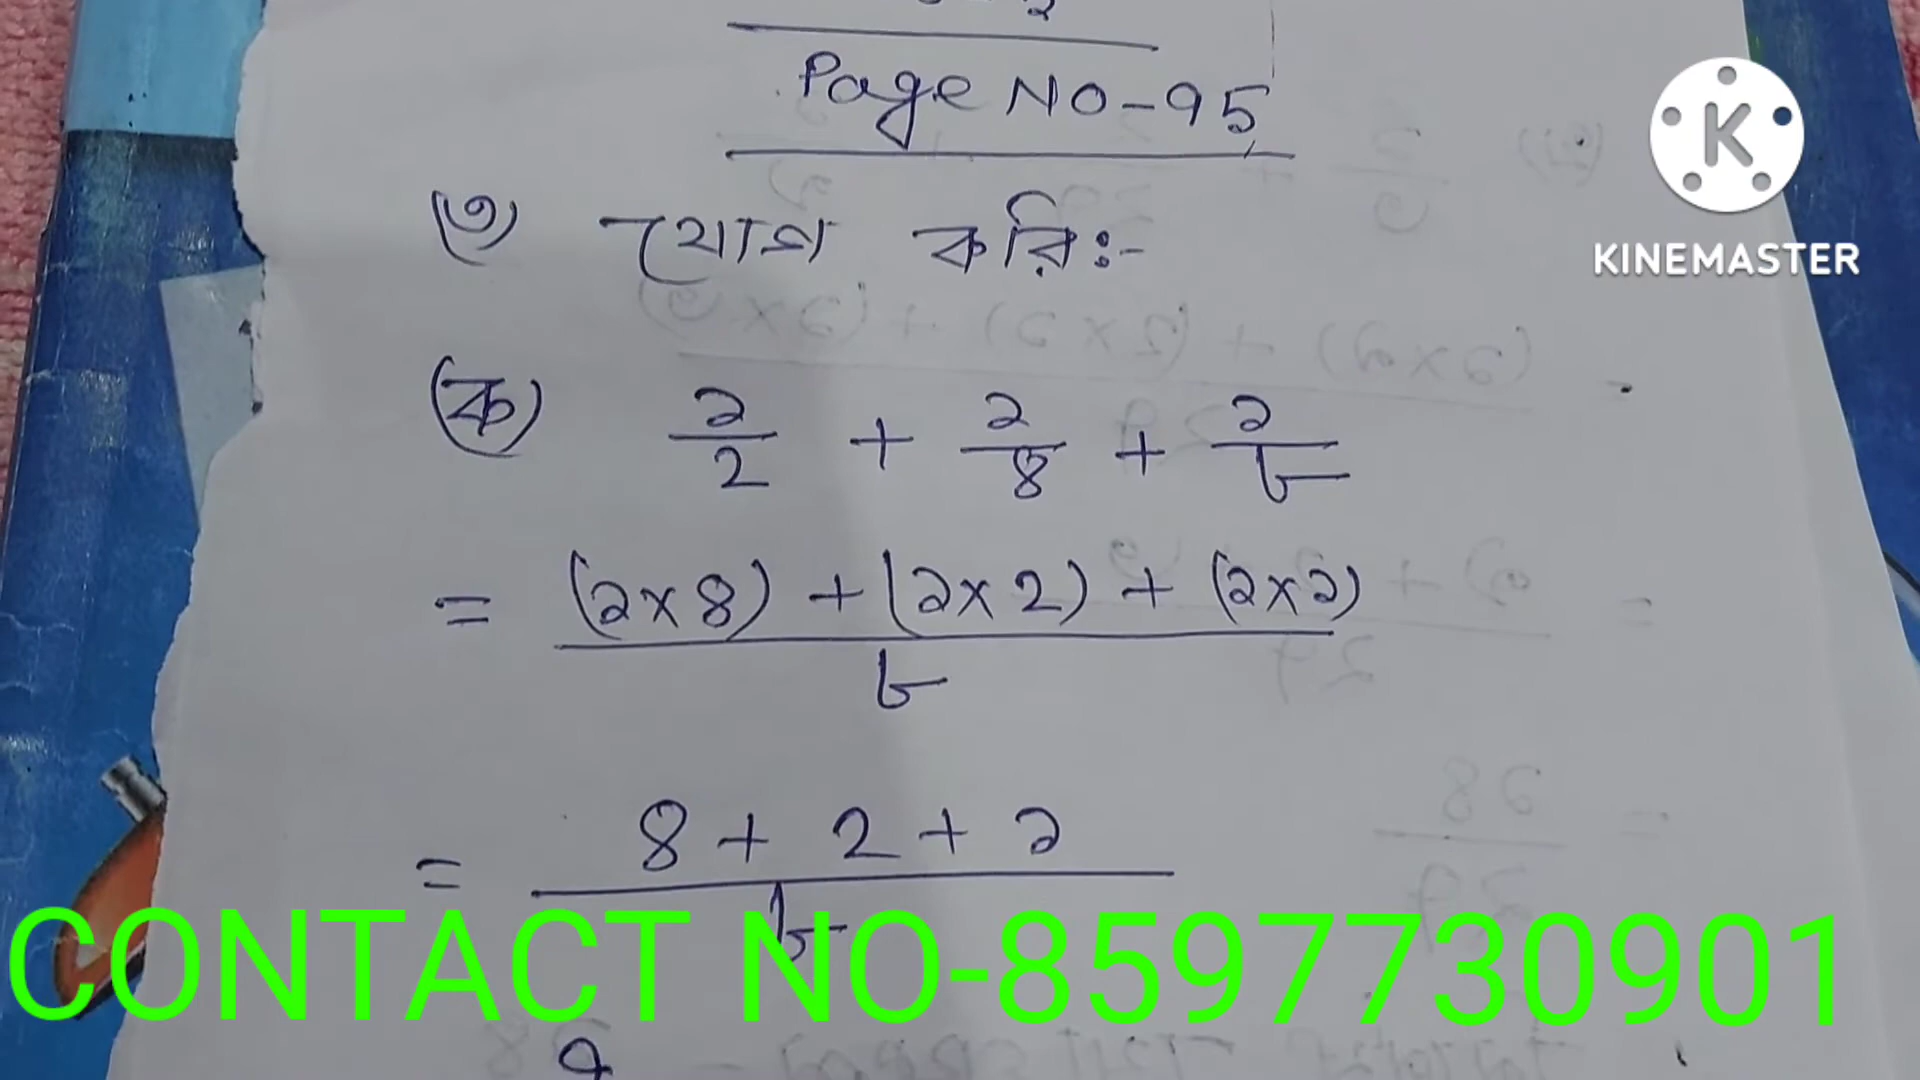 Page No-95
(৩) যোগ করি:-
(ক) ১/২ + ১/৪ + ১/৮
= (১×৪) + (১×২) + (১×১)
৮
= ৪ + ২ + ১
৮
৭
KINEMASTER
CONTACT NO-8597730901